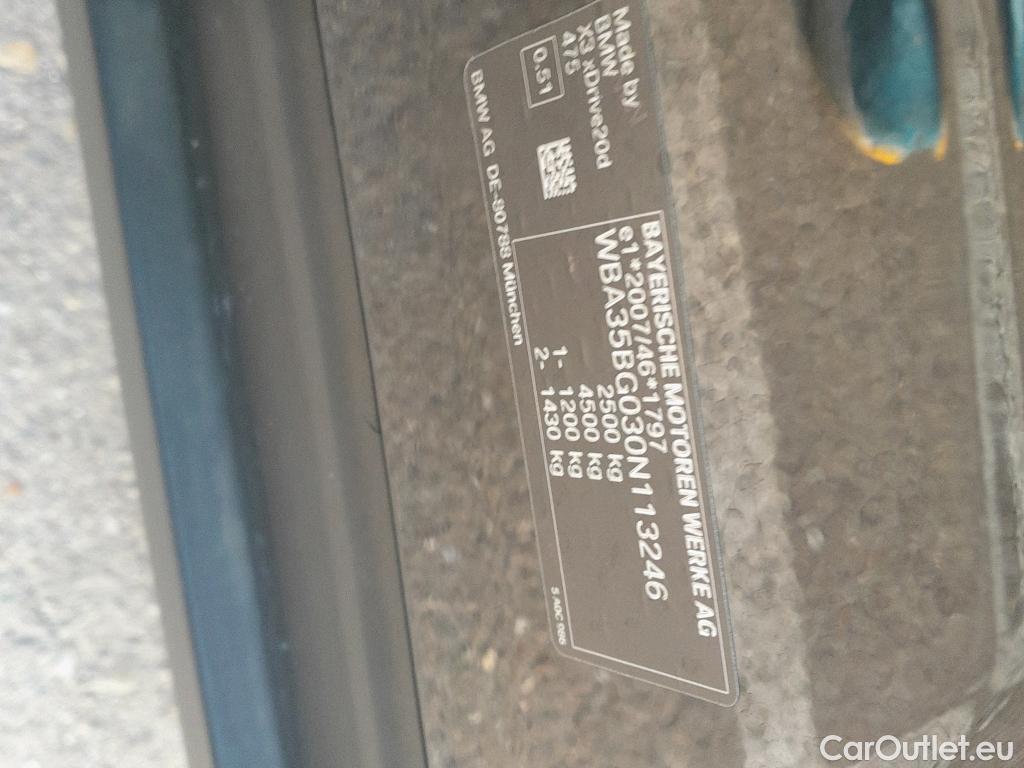 Made by
BMW
X3 xDrive20d
475
0.51
BAYERISCHE MOTOREN WERKE AG
e1*2007/46*1797
WBA35BG030N113246
2500 kg
4500 kg
1- 1200 kg
2- 1430 kg
BMW AG DE-80788 München
CarOutlet.eu